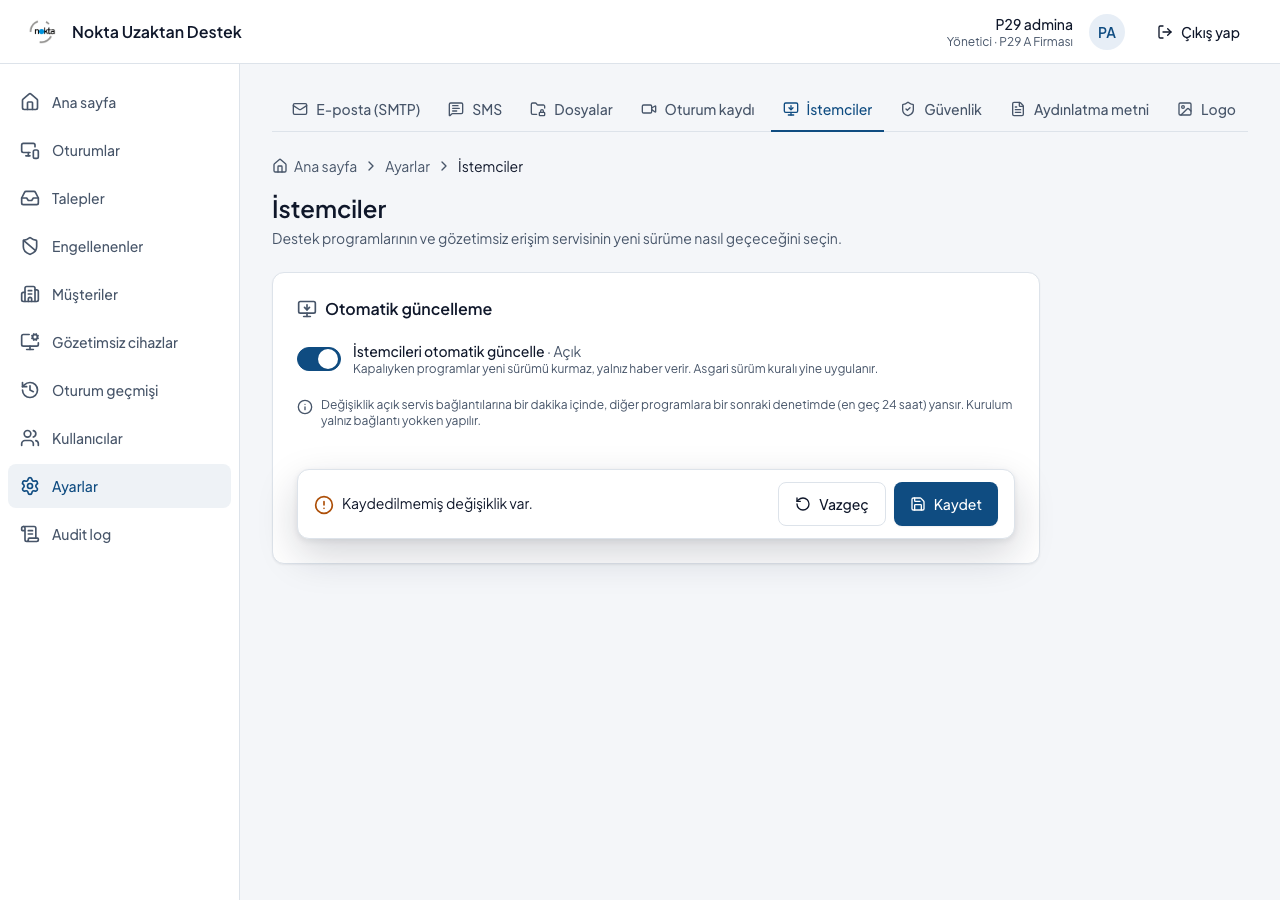 nokta
Nokta Uzaktan Destek
P29 admina
Yönetici · P29 A Firması
PA
Çıkış yap
Ana sayfa
Oturumlar
Talepler
Engellenenler
Müşteriler
Gözetimsiz cihazlar
Oturum geçmişi
Kullanıcılar
Ayarlar
Audit log
E-posta (SMTP)
SMS
Dosyalar
Oturum kaydı
İstemciler
Güvenlik
Aydınlatma metni
Logo
Ana sayfa > Ayarlar > İstemciler
İstemciler
Destek programlarının ve gözetimsiz erişim servisinin yeni sürüme nasıl geçeceğini seçin.
Otomatik güncelleme
İstemcileri otomatik güncelle · Açık
Kapalıyken programlar yeni sürümü kurmaz, yalnız haber verir. Asgari sürüm kuralı yine uygulanır.
Değişiklik açık servis bağlantılarına bir dakika içinde, diğer programlara bir sonraki denetimde (en geç 24 saat) yansır. Kurulum
yalnız bağlantı yokken yapılır.
Kaydedilmemiş değişiklik var.
Vazgeç
Kaydet